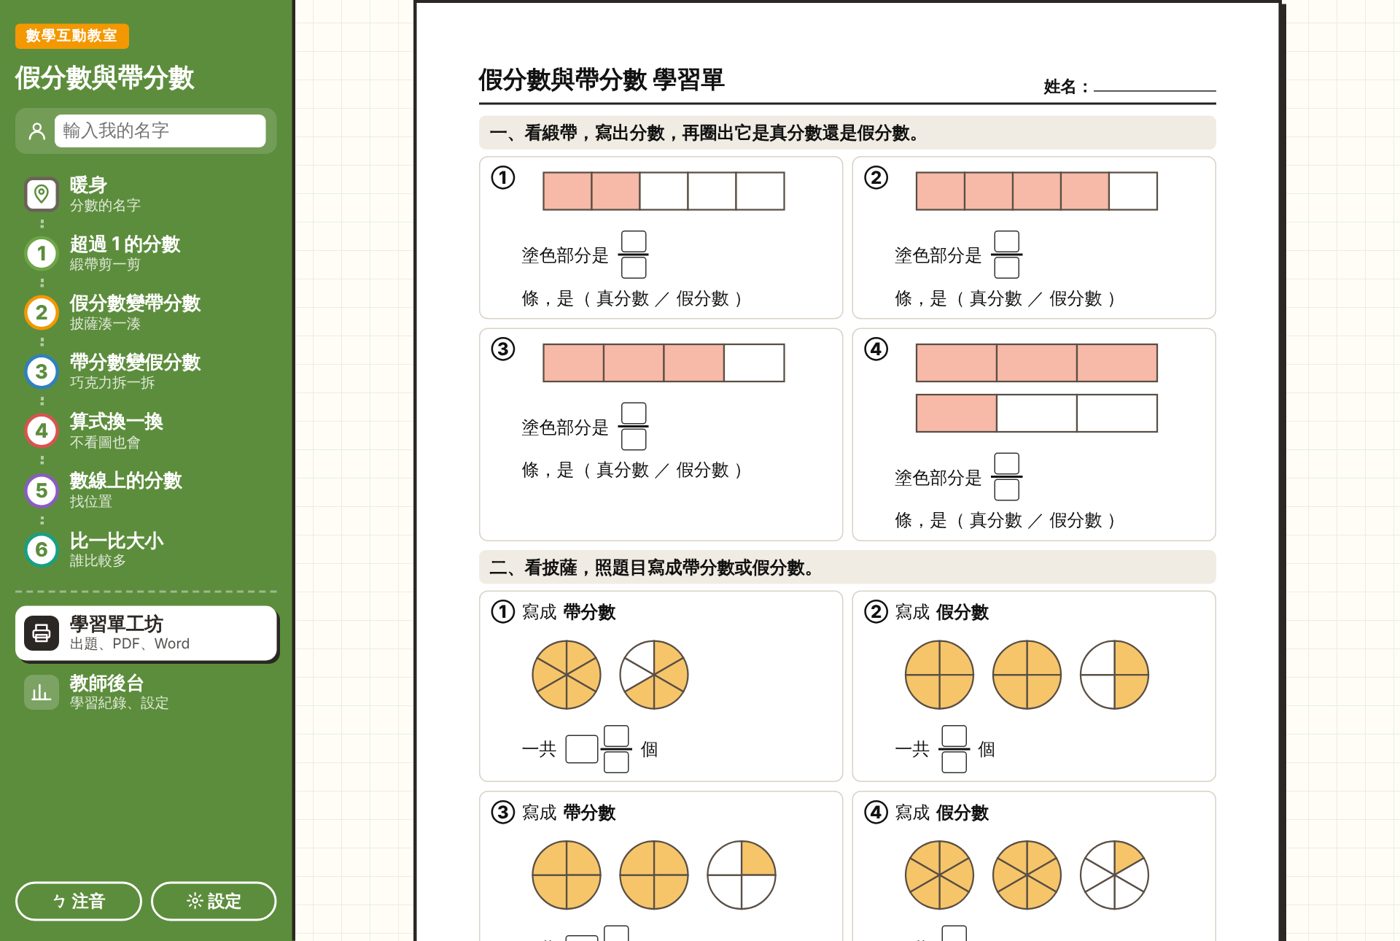 數學互動教室
假分數與帶分數
輸入我的名字
暖身
分數的名字
1
超過 1 的分數
緞帶剪一剪
2
假分數變帶分數
披薩湊一湊
3
帶分數變假分數
巧克力拆一拆
4
算式換一換
不看圖也會
5
數線上的分數
找位置
6
比一比大小
誰比較多
學習單工坊
出題、PDF、Word
教師後台
學習紀錄、設定
ㄅ 注音
設定
假分數與帶分數 學習單
姓名：
一、看緞帶，寫出分數，再圈出它是真分數還是假分數。
①
塗色部分是
條，是（ 真分數 ／ 假分數 ）
②
塗色部分是
條，是（ 真分數 ／ 假分數 ）
③
塗色部分是
條，是（ 真分數 ／ 假分數 ）
④
塗色部分是
條，是（ 真分數 ／ 假分數 ）
二、看披薩，照題目寫成帶分數或假分數。
① 寫成 帶分數
一共 個
② 寫成 假分數
一共 個
③ 寫成 帶分數
④ 寫成 假分數